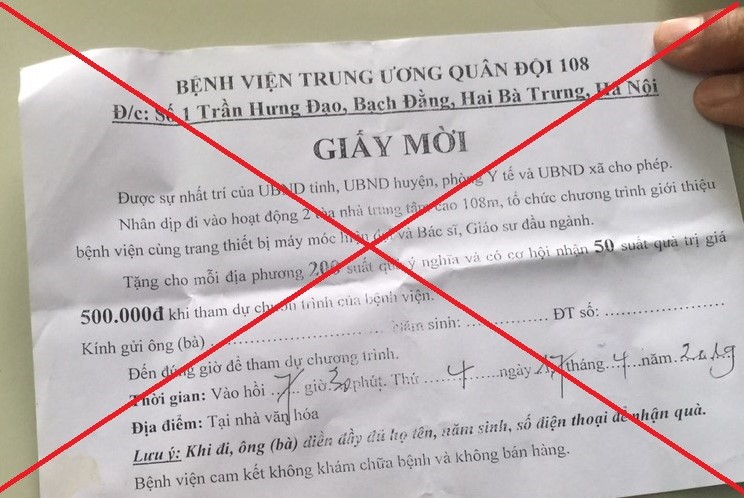 BỆNH VIỆN TRUNG ƯƠNG QUÂN ĐỘI 108
Đ/c: Số 1 Trần Hưng Đạo, Bạch Đằng, Hai Bà Trưng, Hà Nội
GIẤY MỜI
Được sự nhất trí của UBND tỉnh, UBND huyện, phòng Y tế và UBND xã cho phép.
Nhân dịp đi vào hoạt động 2 tòa nhà trung tâm cao 108m, tổ chức chương trình giới thiệu
bệnh viện cùng trang thiết bị máy móc hiện đại và Bác sĩ, Giáo sư đầu ngành.
Tặng cho mỗi địa phương 200 suất quà ý nghĩa và có cơ hội nhận 50 suất quà trị giá
500.000đ khi tham dự chương trình của bệnh viện.
Kính gửi ông (bà) .............................. Năm sinh: ............... ĐT số: ......................
Đến đúng giờ để tham dự chương trình.
Thời gian: Vào hồi ..7.. giờ 30 phút. Thứ ......4......ngày 17 tháng..4...năm 2019
Địa điểm: Tại nhà văn hóa
Lưu ý: Khi đi, ông (bà) điền đầy đủ họ tên, năm sinh, số điện thoại để nhận quà.
Bệnh viện cam kết không khám chữa bệnh và không bán hàng.